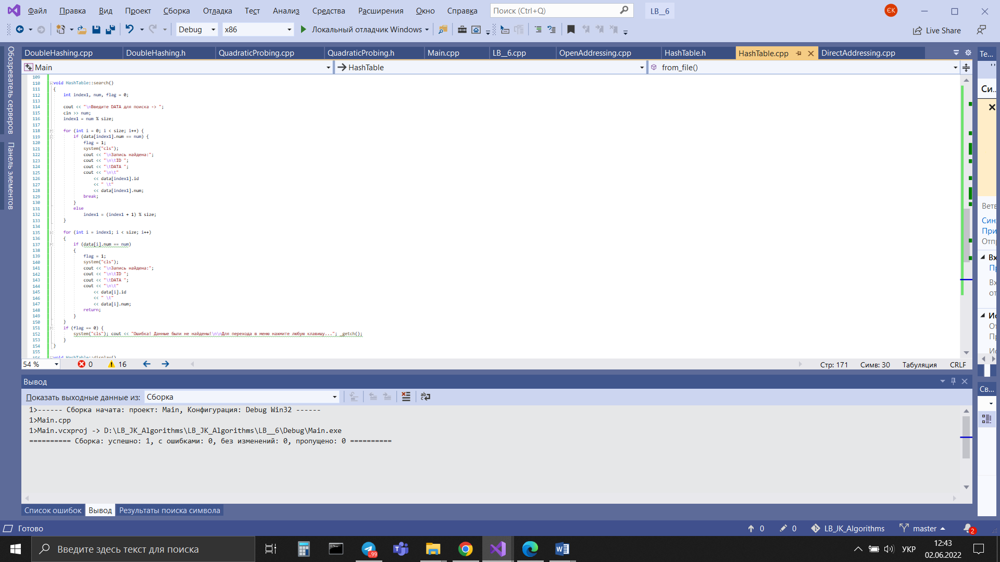 Файл Правка Вид Проект Сборка Отладка Тест Анализ Средства Расширения Окно Справка Поиск (Ctrl+Q) LB__6 ЄК
Debug x86 Локальный отладчик Windows Live Share
DoubleHashing.cpp DoubleHashing.h QuadraticProbing.cpp QuadraticProbing.h Main.cpp LB__6.cpp OpenAddressing.cpp HashTable.h HashTable.cpp DirectAddressing.cpp Те...
Main HashTable from_file()
Обозреватель серверов
Панель элементов
109
110 void HashTable::search()
111 {
112 int index1, num, flag = 0;
113
114 cout << "\nВведите DATA для поиска -> ";
115 cin >> num;
116 index1 = num % size;
117
118 for (int i = 0; i < size; i++) {
119 if (data[index1].num == num) {
120 flag = 1;
121 system("cls");
122 cout << "\nЗапись найдена:";
123 cout << "\n\tID ";
124 cout << "\tDATA ";
125 cout << "\n\t"
126 << data[index1].id
127 << " \t"
128 << data[index1].num;
129 break;
130 }
131 else
132 index1 = (index1 + 1) % size;
133 }
134
135 for (int i = index1; i < size; i++)
136 {
137 if (data[i].num == num)
138 {
139 flag = 1;
140 system("cls");
141 cout << "\nЗапись найдена:";
142 cout << "\n\tID ";
143 cout << "\tDATA ";
144 cout << "\n\t"
145 << data[i].id
146 << " \t"
147 << data[i].num;
148 return;
149 }
150 }
151 if (flag == 0) {
152 system("cls"); cout << "Ошибка! Данные были не найдены!\n\nДля перехода в меню нажмите любую клавишу..."; _getch();
153 }
154 }
155
156 void HashTable::display()
Си...
Ветв
Син
При
Отп
Вх
Пр
Вх
от
Ис
От
Пр
Ис
54 % 0 16 Стр: 171 Симв: 30 Табуляция CRLF
Вывод
Св...
Показать выходные данные из: Сборка
1>------ Сборка начата: проект: Main, Конфигурация: Debug Win32 ------
1>Main.cpp
1>Main.vcxproj -> D:\LB_JK_Algorithms\LB_JK_Algorithms\LB__6\Debug\Main.exe
========== Сборка: успешно: 1, с ошибками: 0, без изменений: 0, пропущено: 0 ==========
Список ошибок Вывод Результаты поиска символа
Готово 0 0 LB_JK_Algorithms master 2
Введите здесь текст для поиска ..99 УКР 12:43
02.06.2022